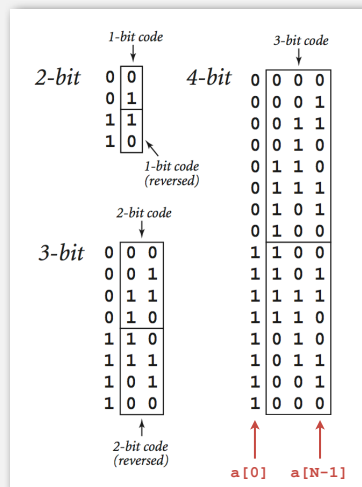 1-bit code
2-bit
0 0
0 1
1 1
1 0
1-bit code
(reversed)
2-bit code
3-bit
0 0 0
0 0 1
0 1 1
0 1 0
1 1 0
1 1 1
1 0 1
1 0 0
2-bit code
(reversed)
3-bit code
4-bit
0 0 0 0
0 0 0 1
0 0 1 1
0 0 1 0
0 1 1 0
0 1 1 1
0 1 0 1
0 1 0 0
1 1 0 0
1 1 0 1
1 1 1 1
1 1 1 0
1 0 1 0
1 0 1 1
1 0 0 1
1 0 0 0
a[0] a[N-1]